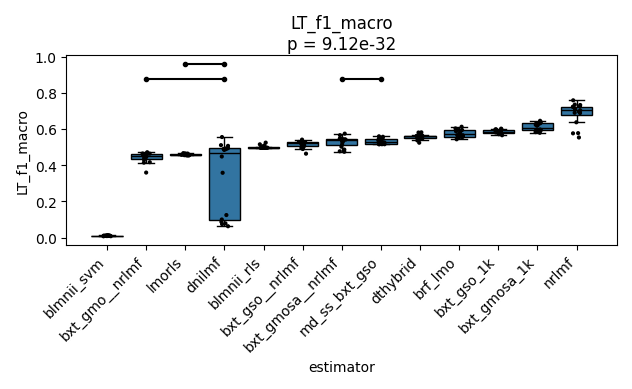 LT_f1_macro
p = 9.12e-32
LT_f1_macro
1.0
0.8
0.6
0.4
0.2
0.0
blmnii_svm
bxt_gmo__nrlmf
lmorls
dnilmf
blmnii_rls
bxt_gso__nrlmf
bxt_gmosa__nrlmf
md_ss_bxt_gso
dthybrid
brf_lmo
bxt_gso_1k
bxt_gmosa_1k
nrlmf
estimator